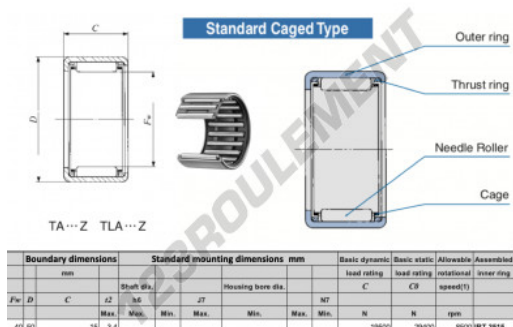 Standard Caged Type
C
Outer ring
Thrust ring
D
Fw
Needle Roller
Cage
TA···Z TLA···Z
123ROULEMENT
Boundary dimensions Standard mounting dimensions mm Basic dynamic Basic static Allowable Assembled
mm load rating load rating rotational inner ring
Shaft dia. Housing bore dia. C C0 speed(1)
Fw D C t2 h6 J7 N7
Max. Max. Min. Max. Min. Max. N N rpm